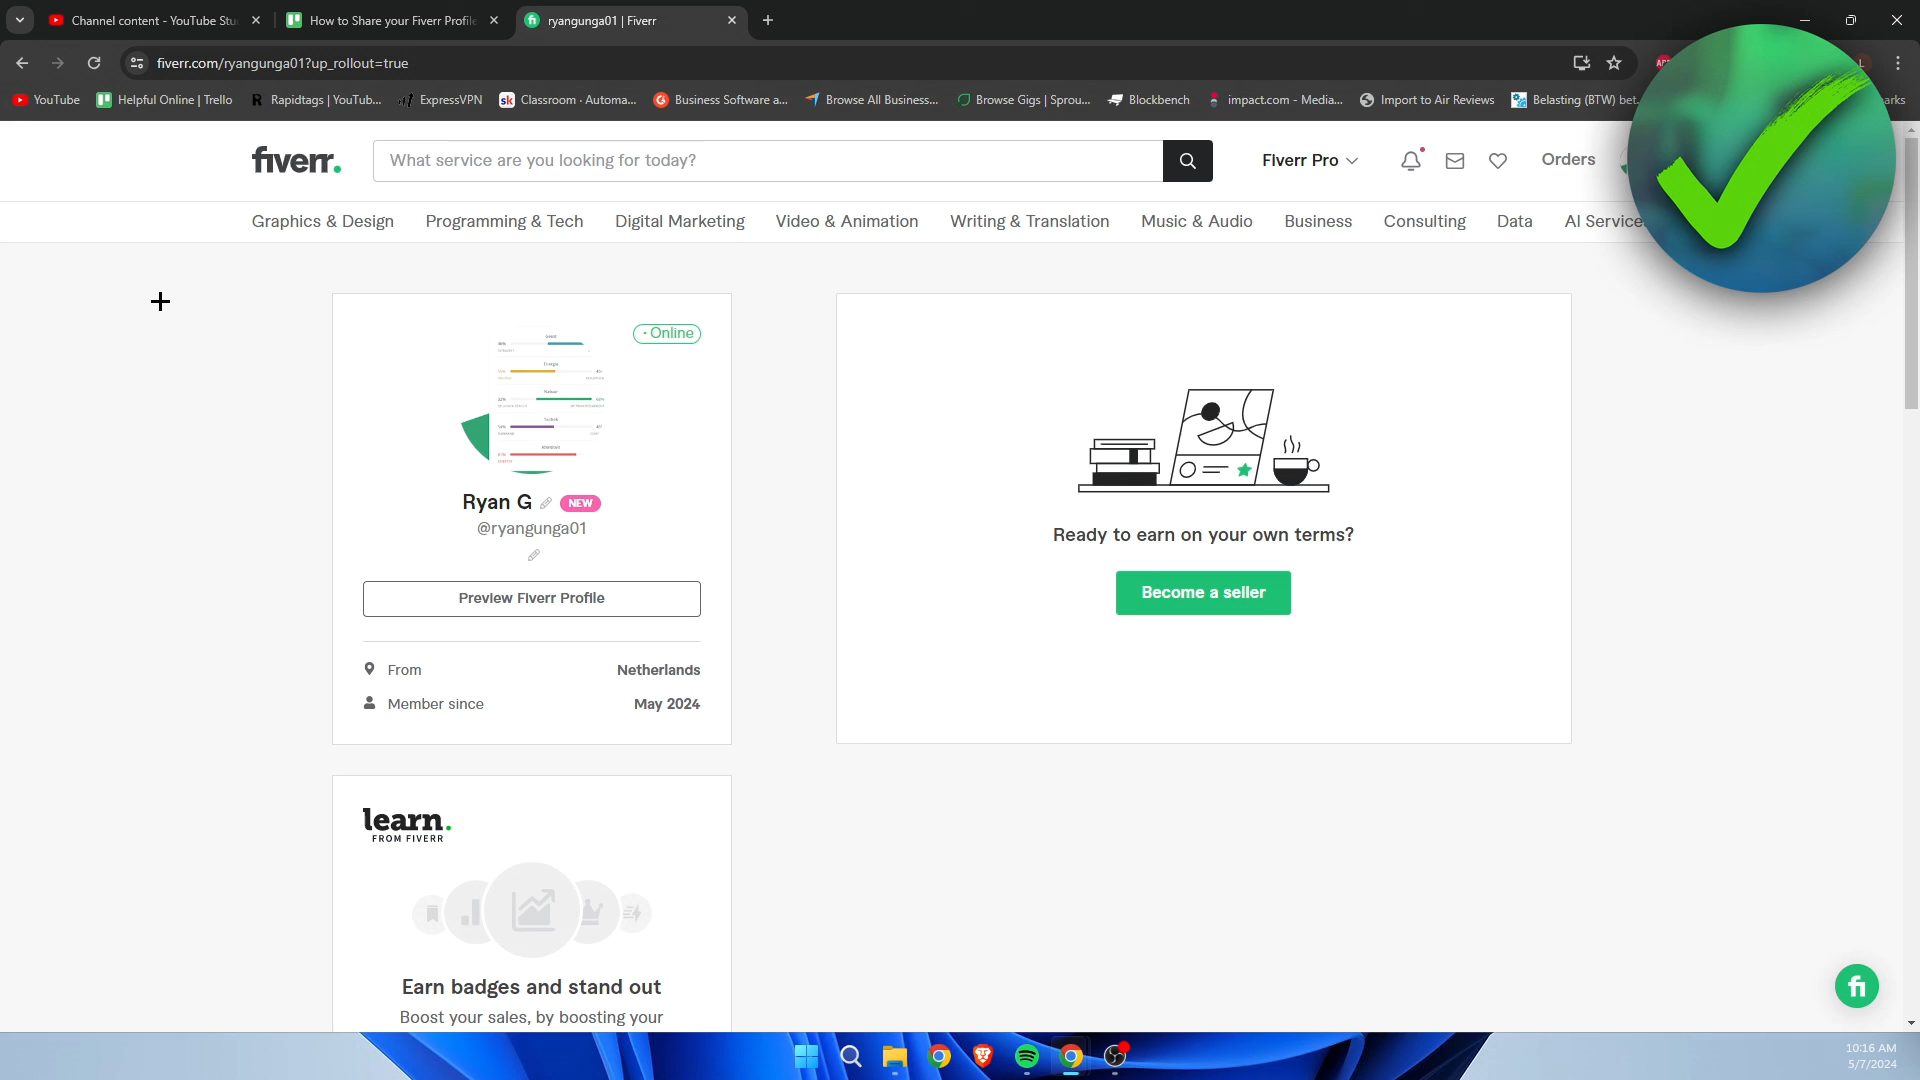 Channel content - YouTube Stu
How to Share your Fiverr Profile
ryangunga01 | Fiverr
fiverr.com/ryangunga01?up_rollout=true
YouTube
Helpful Online | Trello
Rapidtags | YouTub...
ExpressVPN
Classroom - Automa...
Business Software a...
Browse All Business...
Browse Gigs | Sprou...
Blockbench
impact.com - Media...
Import to Air Reviews
Belasting (BTW) bet.
arks
fiverr.
What service are you looking for today?
Fiverr Pro
Orders
Graphics & Design
Programming & Tech
Digital Marketing
Video & Animation
Writing & Translation
Music & Audio
Business
Consulting
Data
AI Service
- Online
Ryan G
NEW
@ryangunga01
Preview Fiverr Profile
From
Netherlands
Member since
May 2024
Ready to earn on your own terms?
Become a seller
learn.
FROM FIVERR
Earn badges and stand out
Boost your sales, by boosting your
fi
10:16 AM
5/7/2024